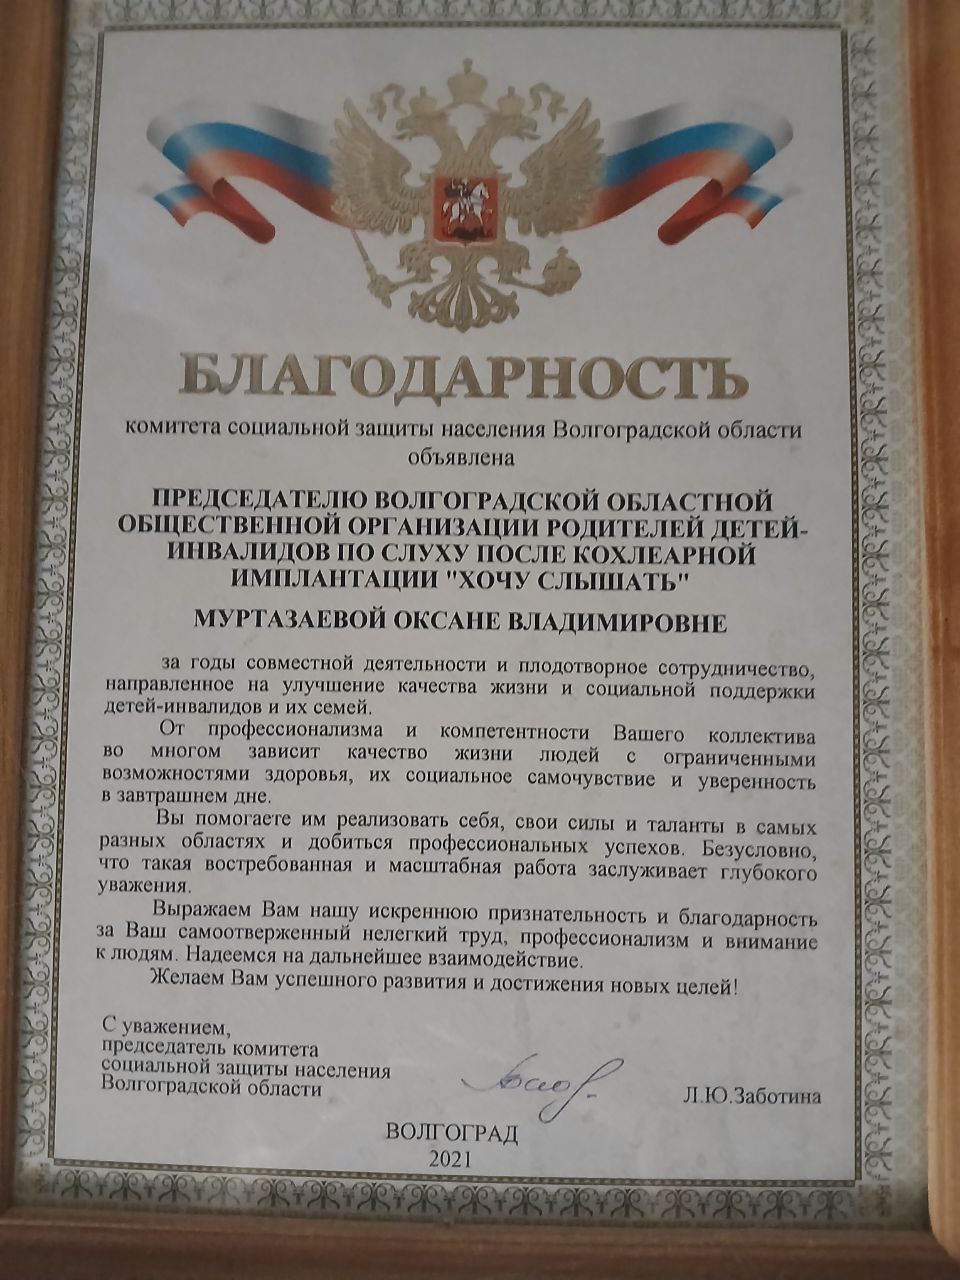 БЛАГОДАРНОСТЬ
комитета социальной защиты населения Волгоградской области
объявлена
ПРЕДСЕДАТЕЛЮ ВОЛГОГРАДСКОЙ ОБЛАСТНОЙ
ОБЩЕСТВЕННОЙ ОРГАНИЗАЦИИ РОДИТЕЛЕЙ ДЕТЕЙ-
ИНВАЛИДОВ ПО СЛУХУ ПОСЛЕ КОХЛЕАРНОЙ
ИМПЛАНТАЦИИ "ХОЧУ СЛЫШАТЬ"
МУРТАЗАЕВОЙ ОКСАНЕ ВЛАДИМИРОВНЕ
за годы совместной деятельности и плодотворное сотрудничество,
направленное на улучшение качества жизни и социальной поддержки
детей-инвалидов и их семей.
От профессионализма и компетентности Вашего коллектива
во многом зависит качество жизни людей с ограниченными
возможностями здоровья, их социальное самочувствие и уверенность
в завтрашнем дне.
Вы помогаете им реализовать себя, свои силы и таланты в самых
разных областях и добиться профессиональных успехов. Безусловно,
что такая востребованная и масштабная работа заслуживает глубокого
уважения.
Выражаем Вам нашу искреннюю признательность и благодарность
за Ваш самоотверженный нелегкий труд, профессионализм и внимание
к людям. Надеемся на дальнейшее взаимодействие.
Желаем Вам успешного развития и достижения новых целей!
С уважением,
председатель комитета
социальной защиты населения
Волгоградской области
Л.Ю.Заботина
ВОЛГОГРАД
2021